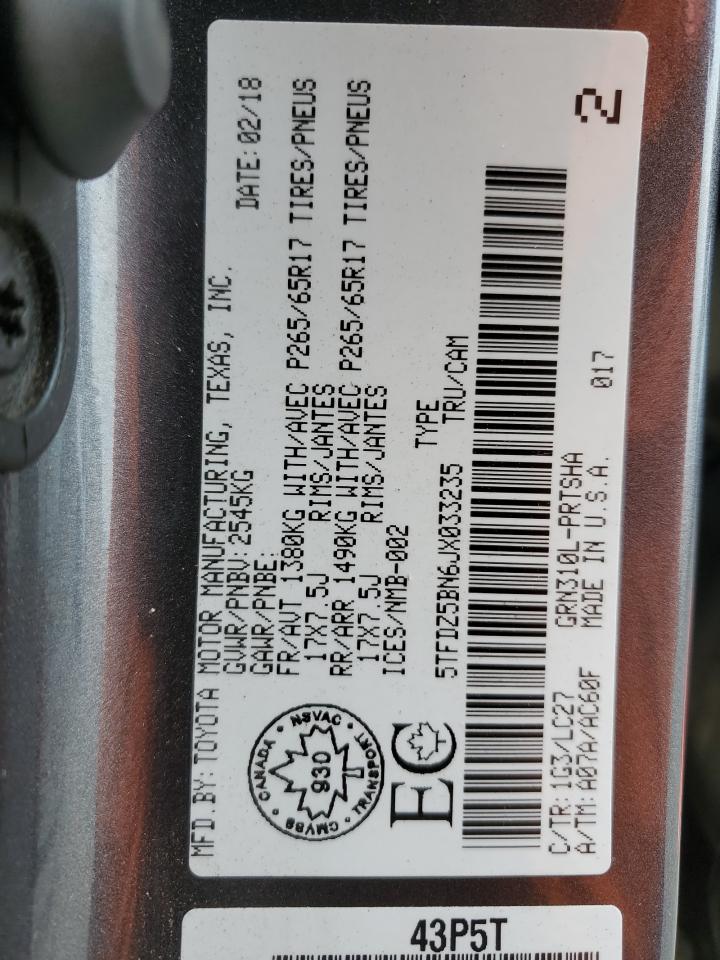 MFD.BY:TOYOTA MOTOR MANUFACTURING, TEXAS, INC.
GVWR/PNBV:2545KG
DATE:02/18
GAWR/PNBE:
FR/AVT 1380KG WITH/AVEC P265/65R17 TIRES/PNEUS
17X7.5J RIMS/JANTES
RR/ARR 1490KG WITH/AVEC P265/65R17 TIRES/PNEUS
17X7.5J RIMS/JANTES
ICES/NMB-002
CANADA • NSVAC • TRANSPORT • CMVSS •
930
EC
TYPE
5TFDZ5BN6JX033235 TRU/CAM
C/TR:1G3/LC27 GRN310L-PRTSHA 017
A/TM:A07A/AC60F MADE IN U.S.A.
2
43P5T